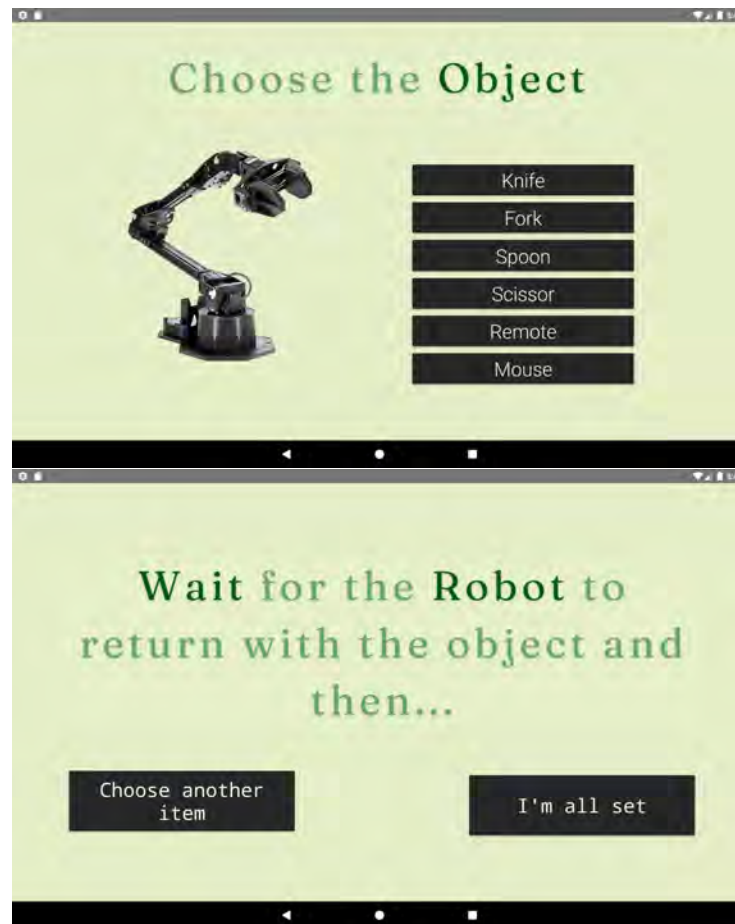 Choose the Object
Knife
Fork
Spoon
Scissor
Remote
Mouse
Wait for the Robot to
return with the object and
then...
Choose another
item
I'm all set